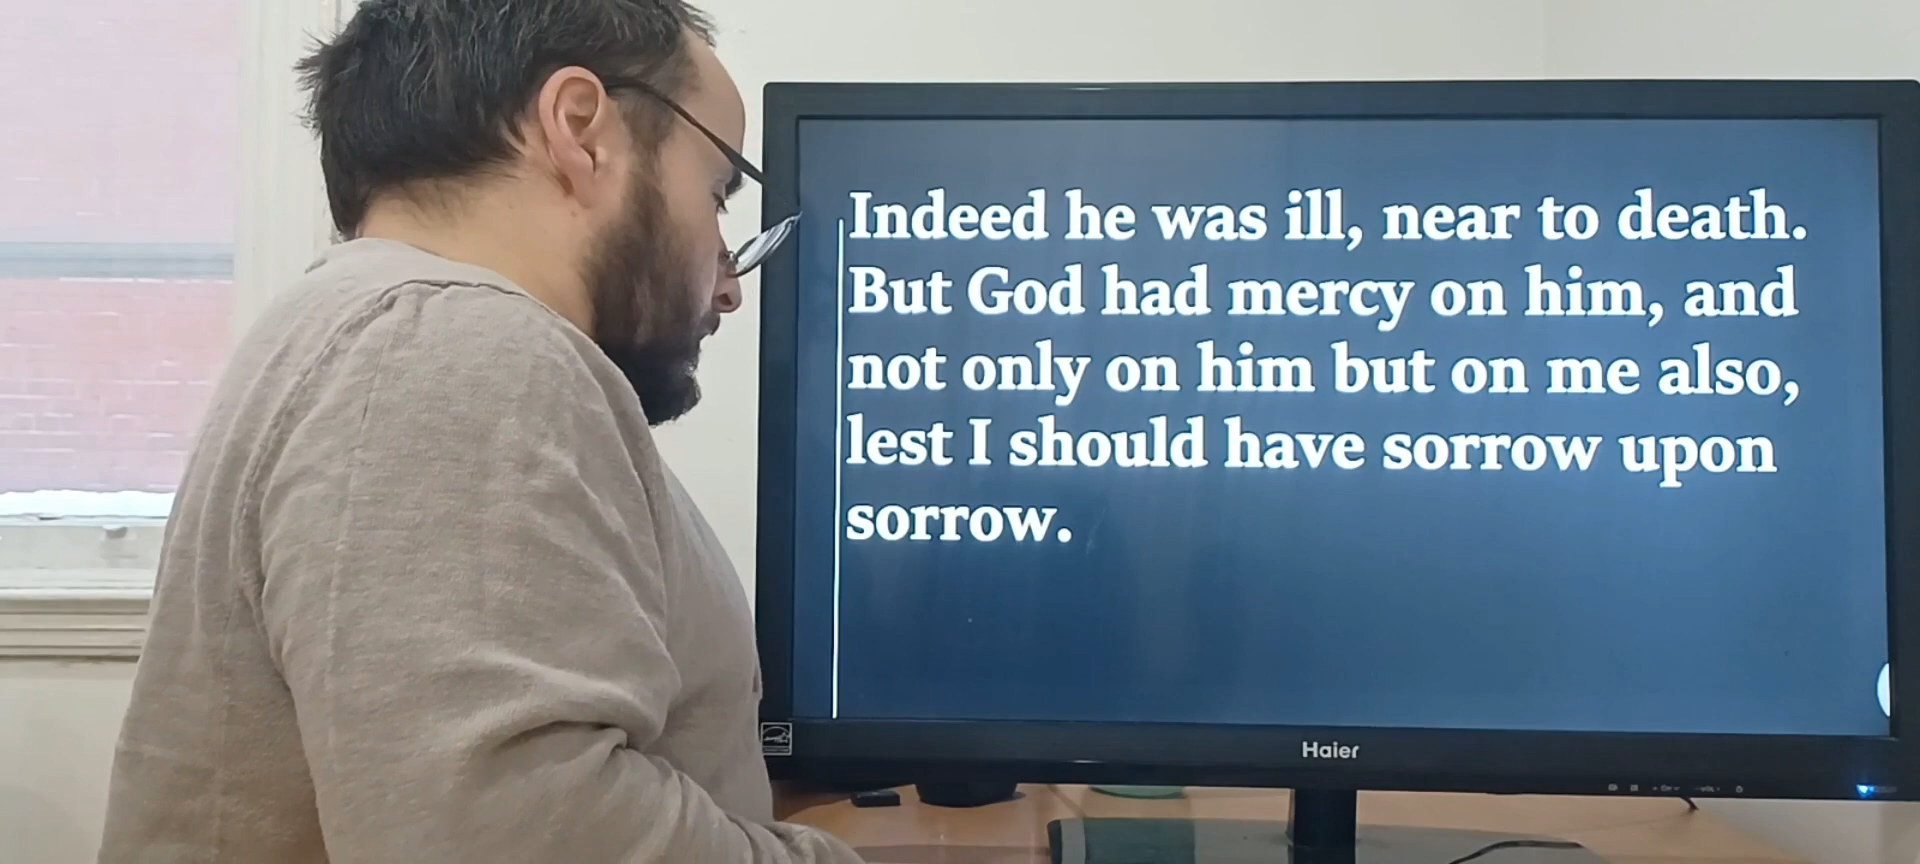 Indeed he was ill, near to death.
But God had mercy on him, and
not only on him but on me also,
lest I should have sorrow upon
sorrow.
Haier